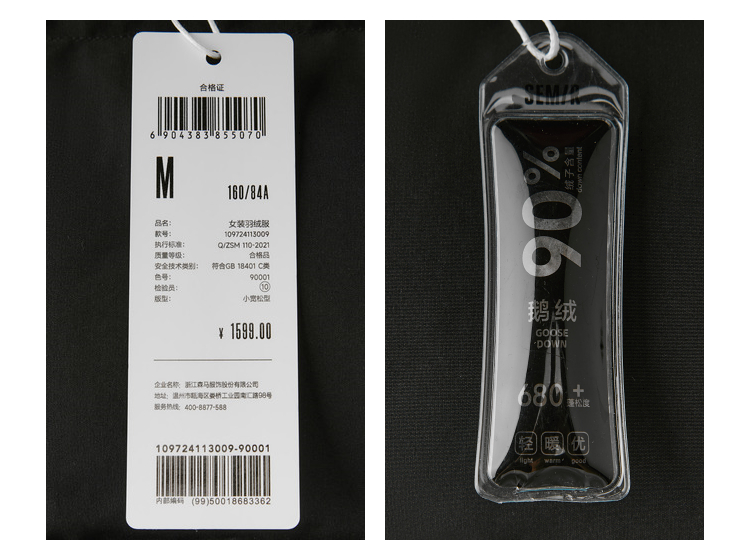 合格证
6 904383 855070
M
160/84A
品名: 女装羽绒服
款号: 109724113009
执行标准: Q/ZSM 110-2021
质量等级: 合格品
安全技术类别: 符合GB 18401 C类
色号: 90001
检验员: 10
版型: 小宽松型
¥ 1599.00
企业名称: 浙江森马服饰股份有限公司
地址: 温州市瓯海区娄桥工业园南汇路98号
服务热线: 400-8877-588
109724113009-90001
内部编码 (99)50018683362
SEMIR
90%
绒子含量
down content
鹅绒
GOOSE
DOWN
680+
蓬松度
轻 暖 优
light warm good